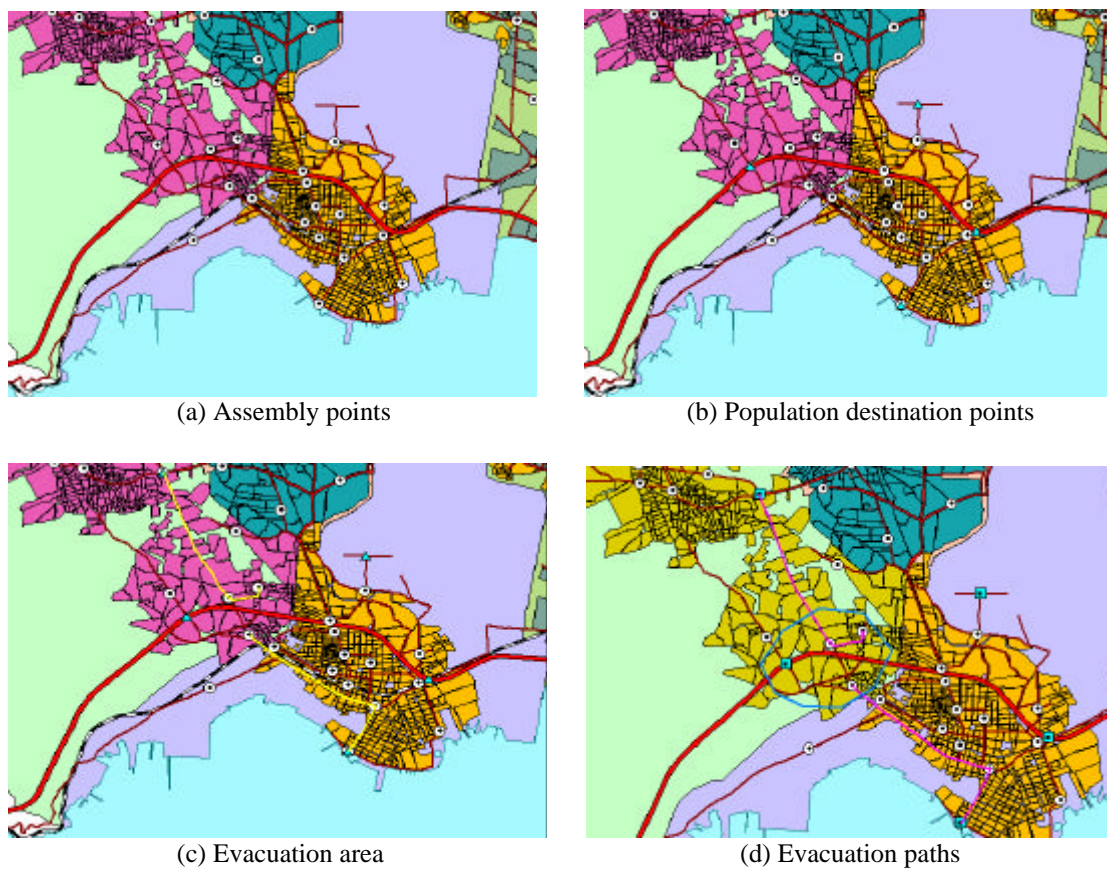 (a) Assembly points
(b) Population destination points
(c) Evacuation area
(d) Evacuation paths